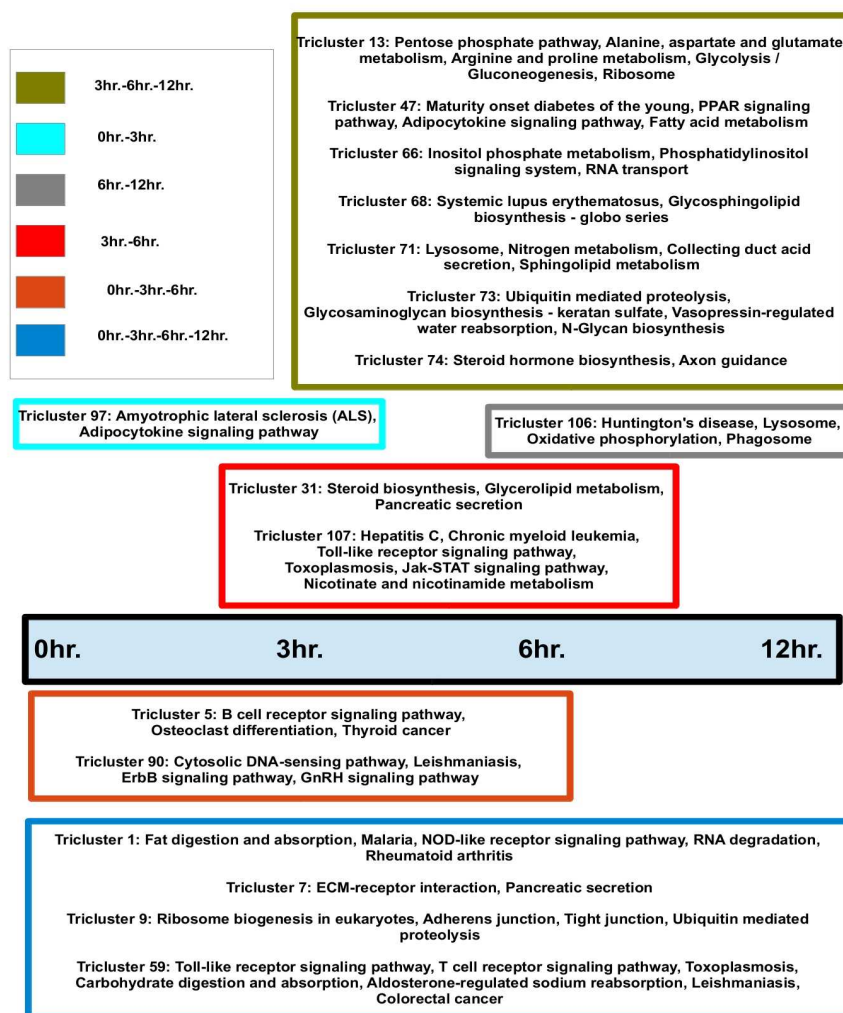 3hr.-6hr.-12hr.
0hr.-3hr.
6hr.-12hr.
3hr.-6hr.
0hr.-3hr.-6hr.
0hr.-3hr.-6hr.-12hr.
Tricluster 13: Pentose phosphate pathway, Alanine, aspartate and glutamate
metabolism, Arginine and proline metabolism, Glycolysis /
Gluconeogenesis, Ribosome
Tricluster 47: Maturity onset diabetes of the young, PPAR signaling
pathway, Adipocytokine signaling pathway, Fatty acid metabolism
Tricluster 66: Inositol phosphate metabolism, Phosphatidylinositol
signaling system, RNA transport
Tricluster 68: Systemic lupus erythematosus, Glycosphingolipid
biosynthesis - globo series
Tricluster 71: Lysosome, Nitrogen metabolism, Collecting duct acid
secretion, Sphingolipid metabolism
Tricluster 73: Ubiquitin mediated proteolysis,
Glycosaminoglycan biosynthesis - keratan sulfate, Vasopressin-regulated
water reabsorption, N-Glycan biosynthesis
Tricluster 74: Steroid hormone biosynthesis, Axon guidance
Tricluster 97: Amyotrophic lateral sclerosis (ALS),
Adipocytokine signaling pathway
Tricluster 106: Huntington's disease, Lysosome,
Oxidative phosphorylation, Phagosome
Tricluster 31: Steroid biosynthesis, Glycerolipid metabolism,
Pancreatic secretion
Tricluster 107: Hepatitis C, Chronic myeloid leukemia,
Toll-like receptor signaling pathway,
Toxoplasmosis, Jak-STAT signaling pathway,
Nicotinate and nicotinamide metabolism
0hr. 3hr. 6hr. 12hr.
Tricluster 5: B cell receptor signaling pathway,
Osteoclast differentiation, Thyroid cancer
Tricluster 90: Cytosolic DNA-sensing pathway, Leishmaniasis,
ErbB signaling pathway, GnRH signaling pathway
Tricluster 1: Fat digestion and absorption, Malaria, NOD-like receptor signaling pathway, RNA degradation,
Rheumatoid arthritis
Tricluster 7: ECM-receptor interaction, Pancreatic secretion
Tricluster 9: Ribosome biogenesis in eukaryotes, Adherens junction, Tight junction, Ubiquitin mediated
proteolysis
Tricluster 59: Toll-like receptor signaling pathway, T cell receptor signaling pathway, Toxoplasmosis,
Carbohydrate digestion and absorption, Aldosterone-regulated sodium reabsorption, Leishmaniasis,
Colorectal cancer